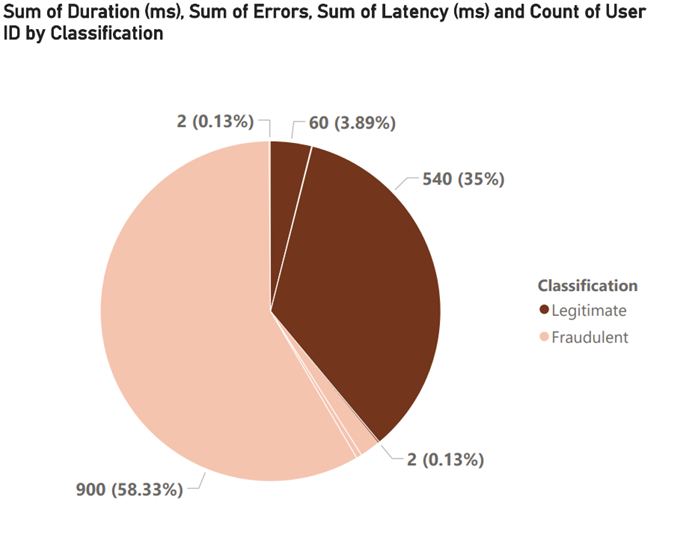 Sum of Duration (ms), Sum of Errors, Sum of Latency (ms) and Count of User
ID by Classification
2 (0.13%)
60 (3.89%)
540 (35%)
Classification
Legitimate
Fraudulent
2 (0.13%)
900 (58.33%)